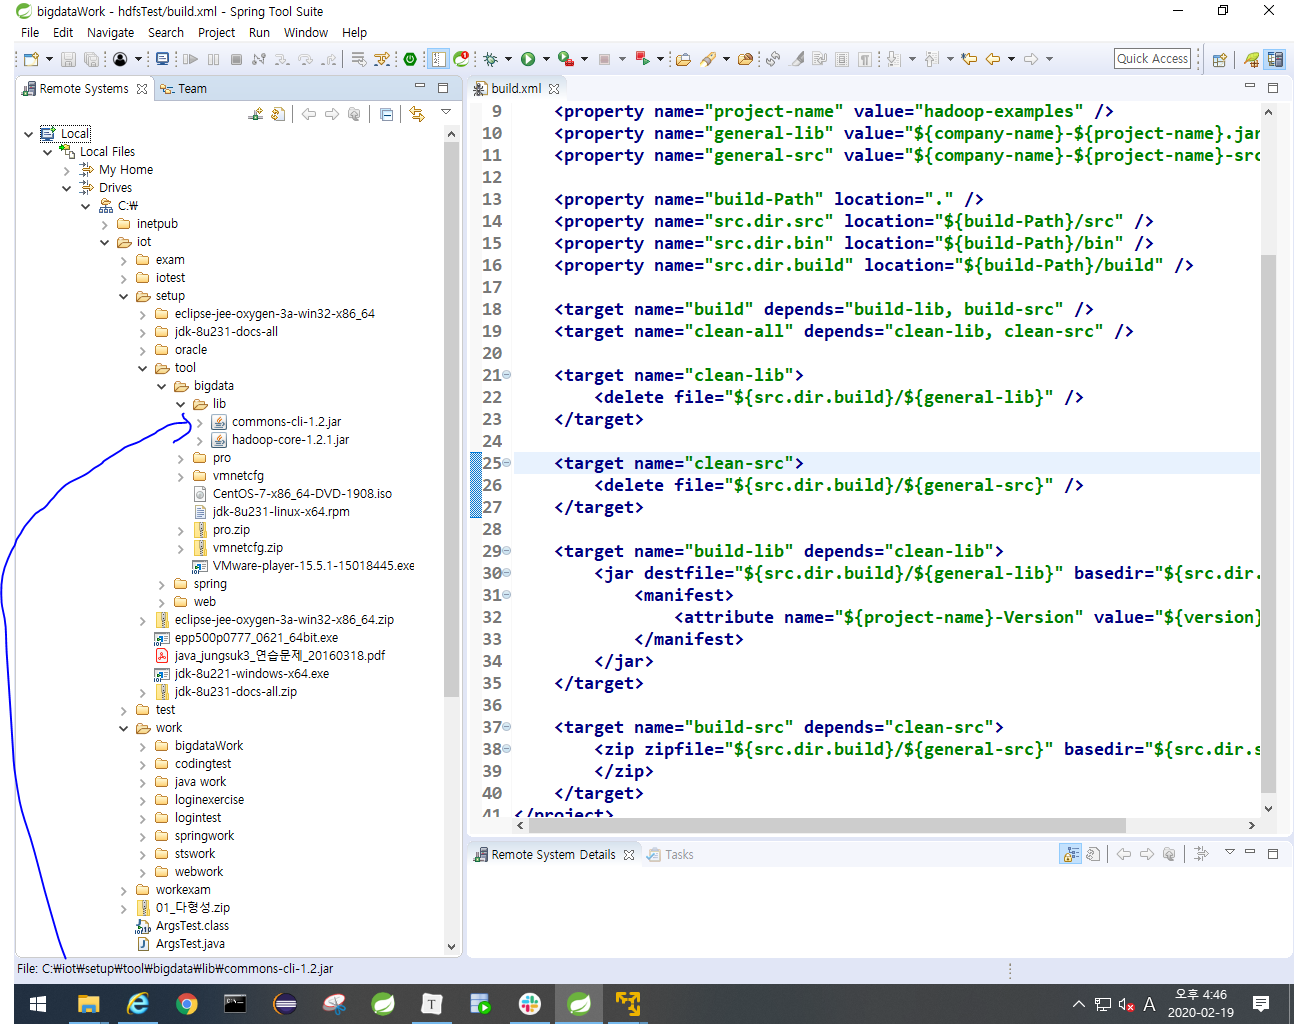 bigdataWork - hdfsTest/build.xml - Spring Tool Suite
File Edit Navigate Search Project Run Window Help
Quick Access
Remote Systems Team
Local
Local Files
My Home
Drives
C:₩
inetpub
iot
exam
iotest
setup
eclipse-jee-oxygen-3a-win32-x86_64
jdk-8u231-docs-all
oracle
tool
bigdata
lib
commons-cli-1.2.jar
hadoop-core-1.2.1.jar
pro
vmnetcfg
CentOS-7-x86_64-DVD-1908.iso
jdk-8u231-linux-x64.rpm
pro.zip
vmnetcfg.zip
VMware-player-15.5.1-15018445.exe
spring
web
eclipse-jee-oxygen-3a-win32-x86_64.zip
epp500p0777_0621_64bit.exe
java_jungsuk3_연습문제_20160318.pdf
jdk-8u221-windows-x64.exe
jdk-8u231-docs-all.zip
test
work
bigdataWork
codingtest
java work
loginexercise
logintest
springwork
stswork
webwork
workexam
01_다형성.zip
ArgsTest.class
ArgsTest.java
build.xml
9 <property name="project-name" value="hadoop-examples" />
10 <property name="general-lib" value="${company-name}-${project-name}.jar
11 <property name="general-src" value="${company-name}-${project-name}-src
12
13 <property name="build-Path" location="." />
14 <property name="src.dir.src" location="${build-Path}/src" />
15 <property name="src.dir.bin" location="${build-Path}/bin" />
16 <property name="src.dir.build" location="${build-Path}/build" />
17
18 <target name="build" depends="build-lib, build-src" />
19 <target name="clean-all" depends="clean-lib, clean-src" />
20
21 <target name="clean-lib">
22 <delete file="${src.dir.build}/${general-lib}" />
23 </target>
24
25 <target name="clean-src">
26 <delete file="${src.dir.build}/${general-src}" />
27 </target>
28
29 <target name="build-lib" depends="clean-lib">
30 <jar destfile="${src.dir.build}/${general-lib}" basedir="${src.dir.
31 <manifest>
32 <attribute name="${project-name}-Version" value="${version}
33 </manifest>
34 </jar>
35 </target>
36
37 <target name="build-src" depends="clean-src">
38 <zip zipfile="${src.dir.build}/${general-src}" basedir="${src.dir.s
39 </zip>
40 </target>
41 </project>
Remote System Details Tasks
File: C:₩iot₩setup₩tool₩bigdata₩lib₩commons-cli-1.2.jar
A
오후 4:46
2020-02-19